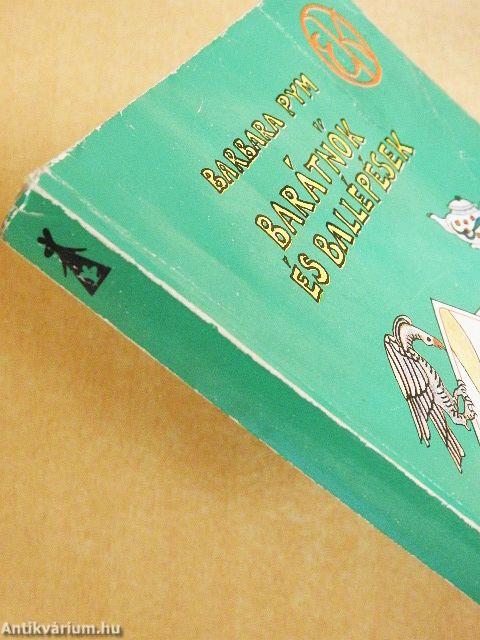 BARBARA PYM
BARÁTNŐK
ÉS BALLÉPÉSEK
Antikvárium.hu